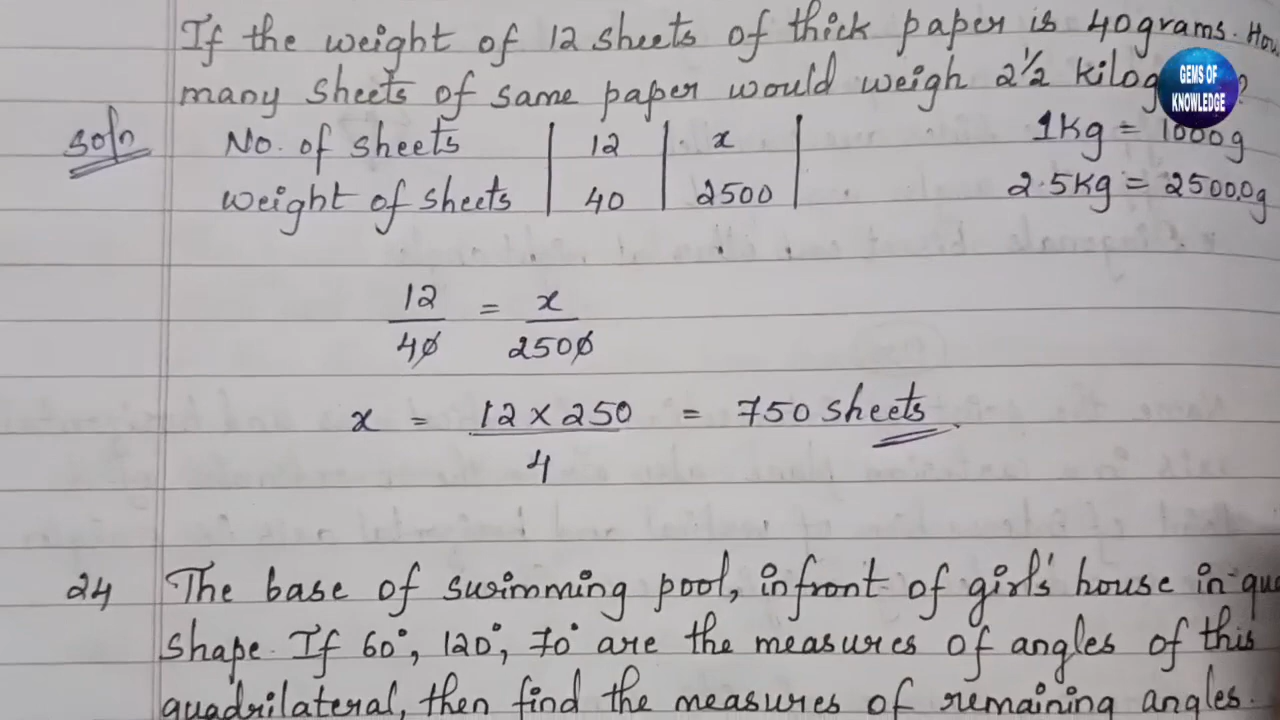 If the weight of 12 sheets of thick paper is 40grams. How
many sheets of same paper would weigh 2½ kilog ?
GEMS OF
KNOWLEDGE
Soln
No. of sheets | 12 | x | 1Kg = 1000g
weight of sheets | 40 | 2500 | 2.5Kg = 2500.0g
12/40 = x/2500
x = 12 × 250 / 4 = 750 sheets
24 The base of swimming pool, infront of girl's house in qua
shape. If 60°, 120°, 70° are the measures of angles of this
quadrilateral, then find the measures of remaining angles.